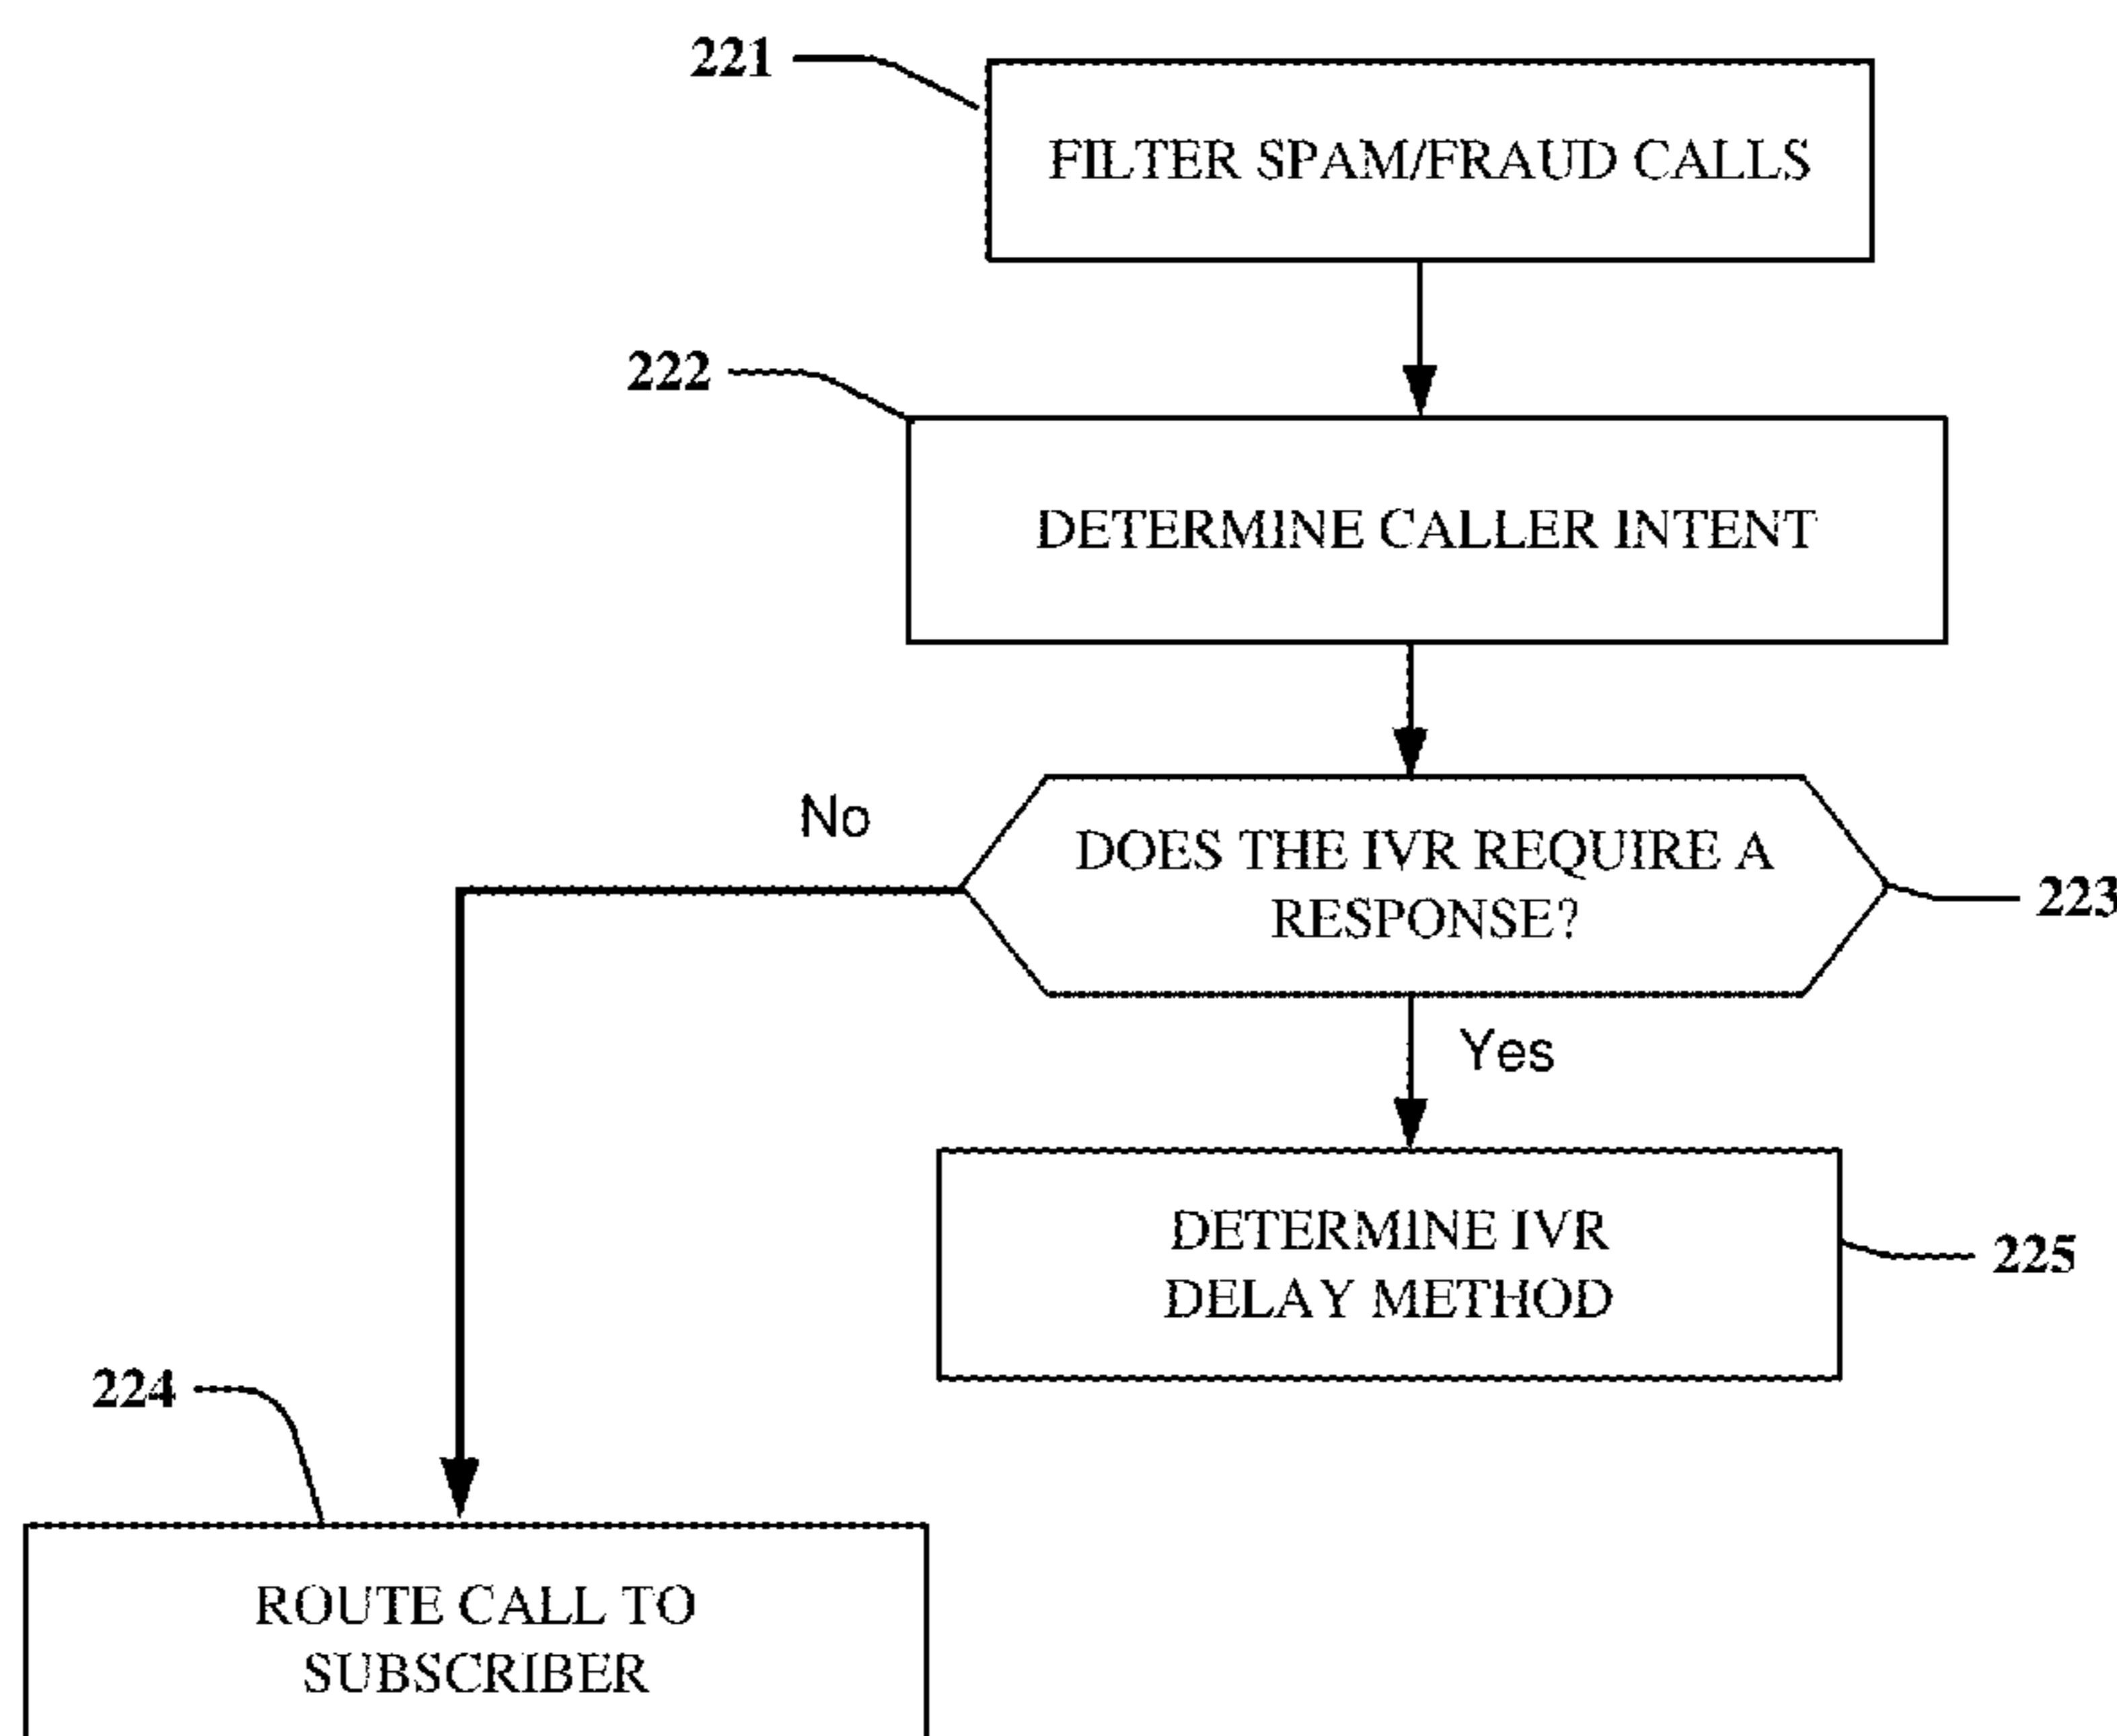 221
FILTER SPAM/FRAUD CALLS
222
DETERMINE CALLER INTENT
No
DOES THE IVR REQUIRE A
RESPONSE?
223
Yes
DETERMINE IVR
DELAY METHOD
225
224
ROUTE CALL TO
SUBSCRIBER